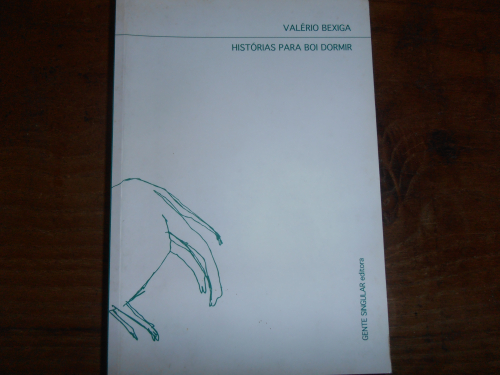 VALÉRIO BEXIGA
HISTÓRIAS PARA BOI DORMIR
GENTE SINGULAR editora